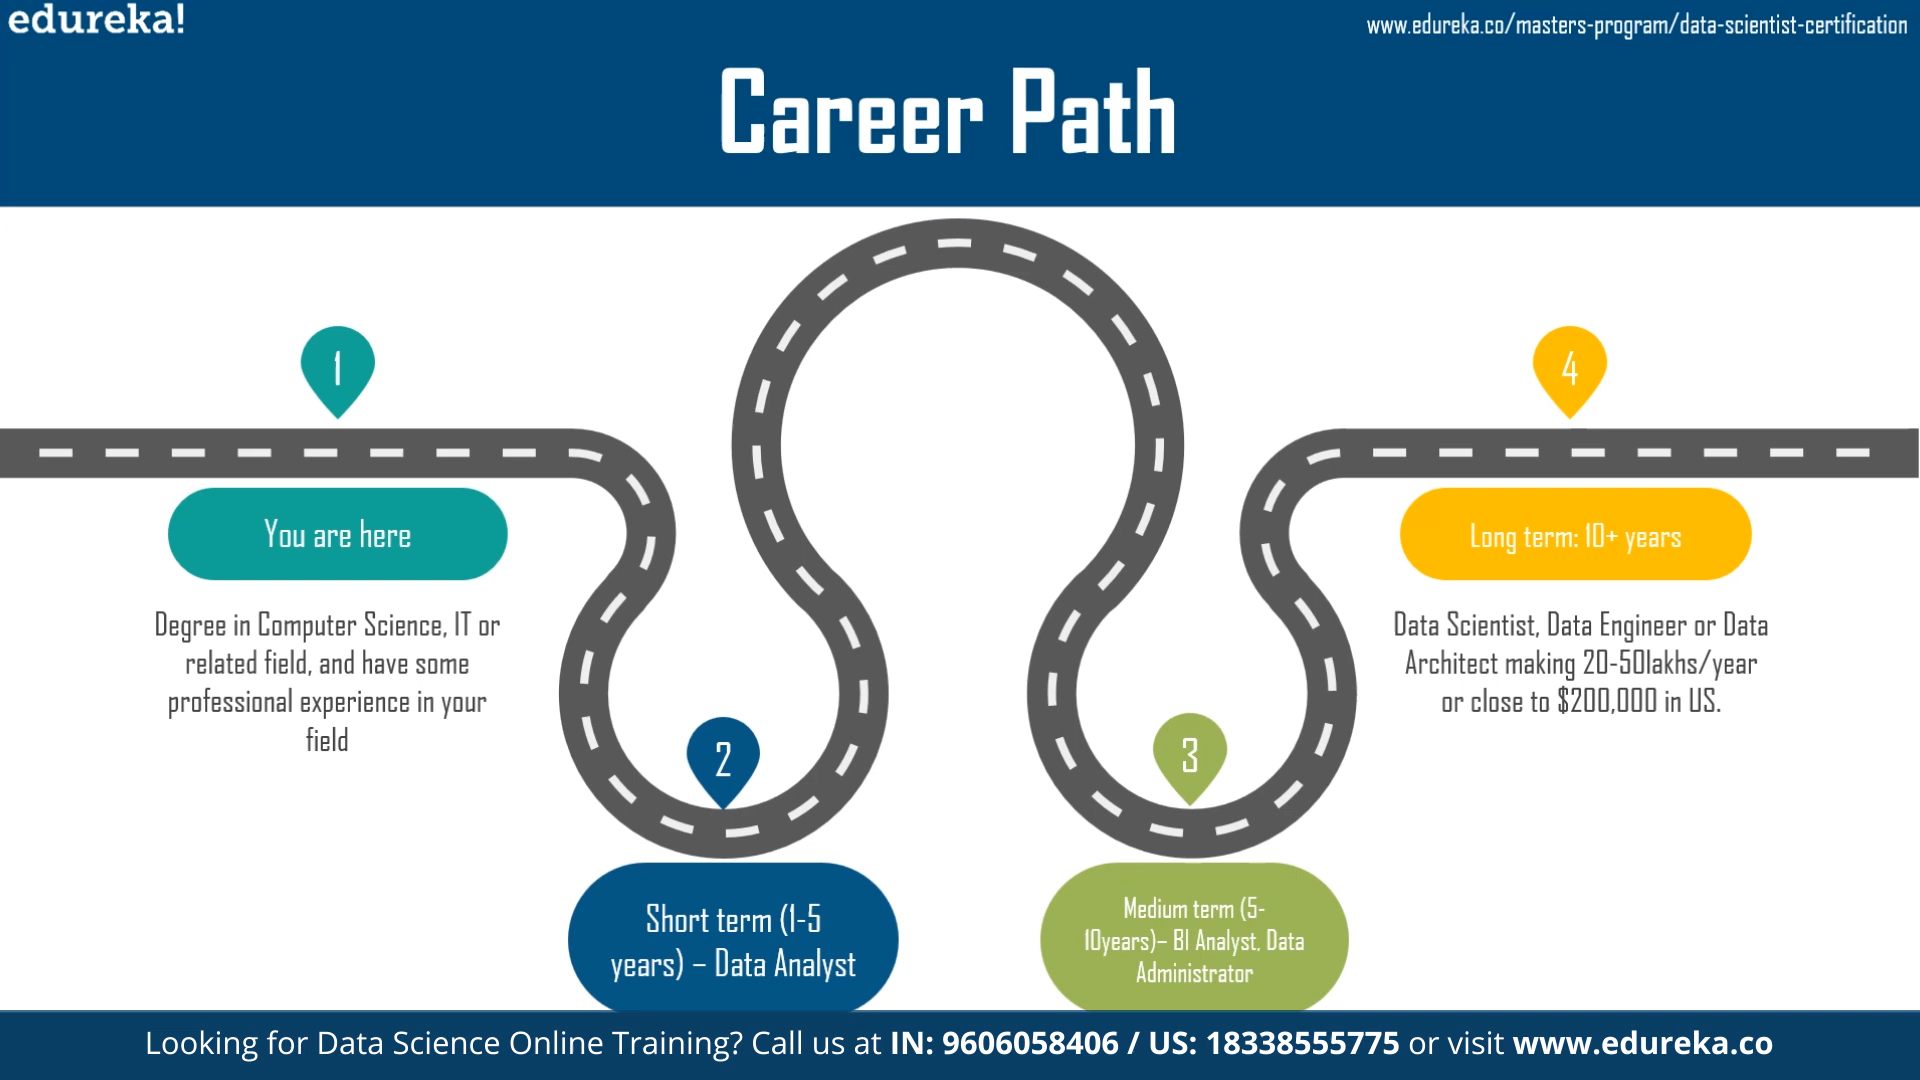 edureka!
www.edureka.co/masters-program/data-scientist-certification
Career Path
1
You are here
Degree in Computer Science, IT or
related field, and have some
professional experience in your
field
2
Short term (1-5
years) – Data Analyst
3
Medium term (5-
10years)– BI Analyst, Data
Administrator
4
Long term: 10+ years
Data Scientist, Data Engineer or Data
Architect making 20-50lakhs/year
or close to $200,000 in US.
Looking for Data Science Online Training? Call us at IN: 9606058406 / US: 18338555775 or visit www.edureka.co